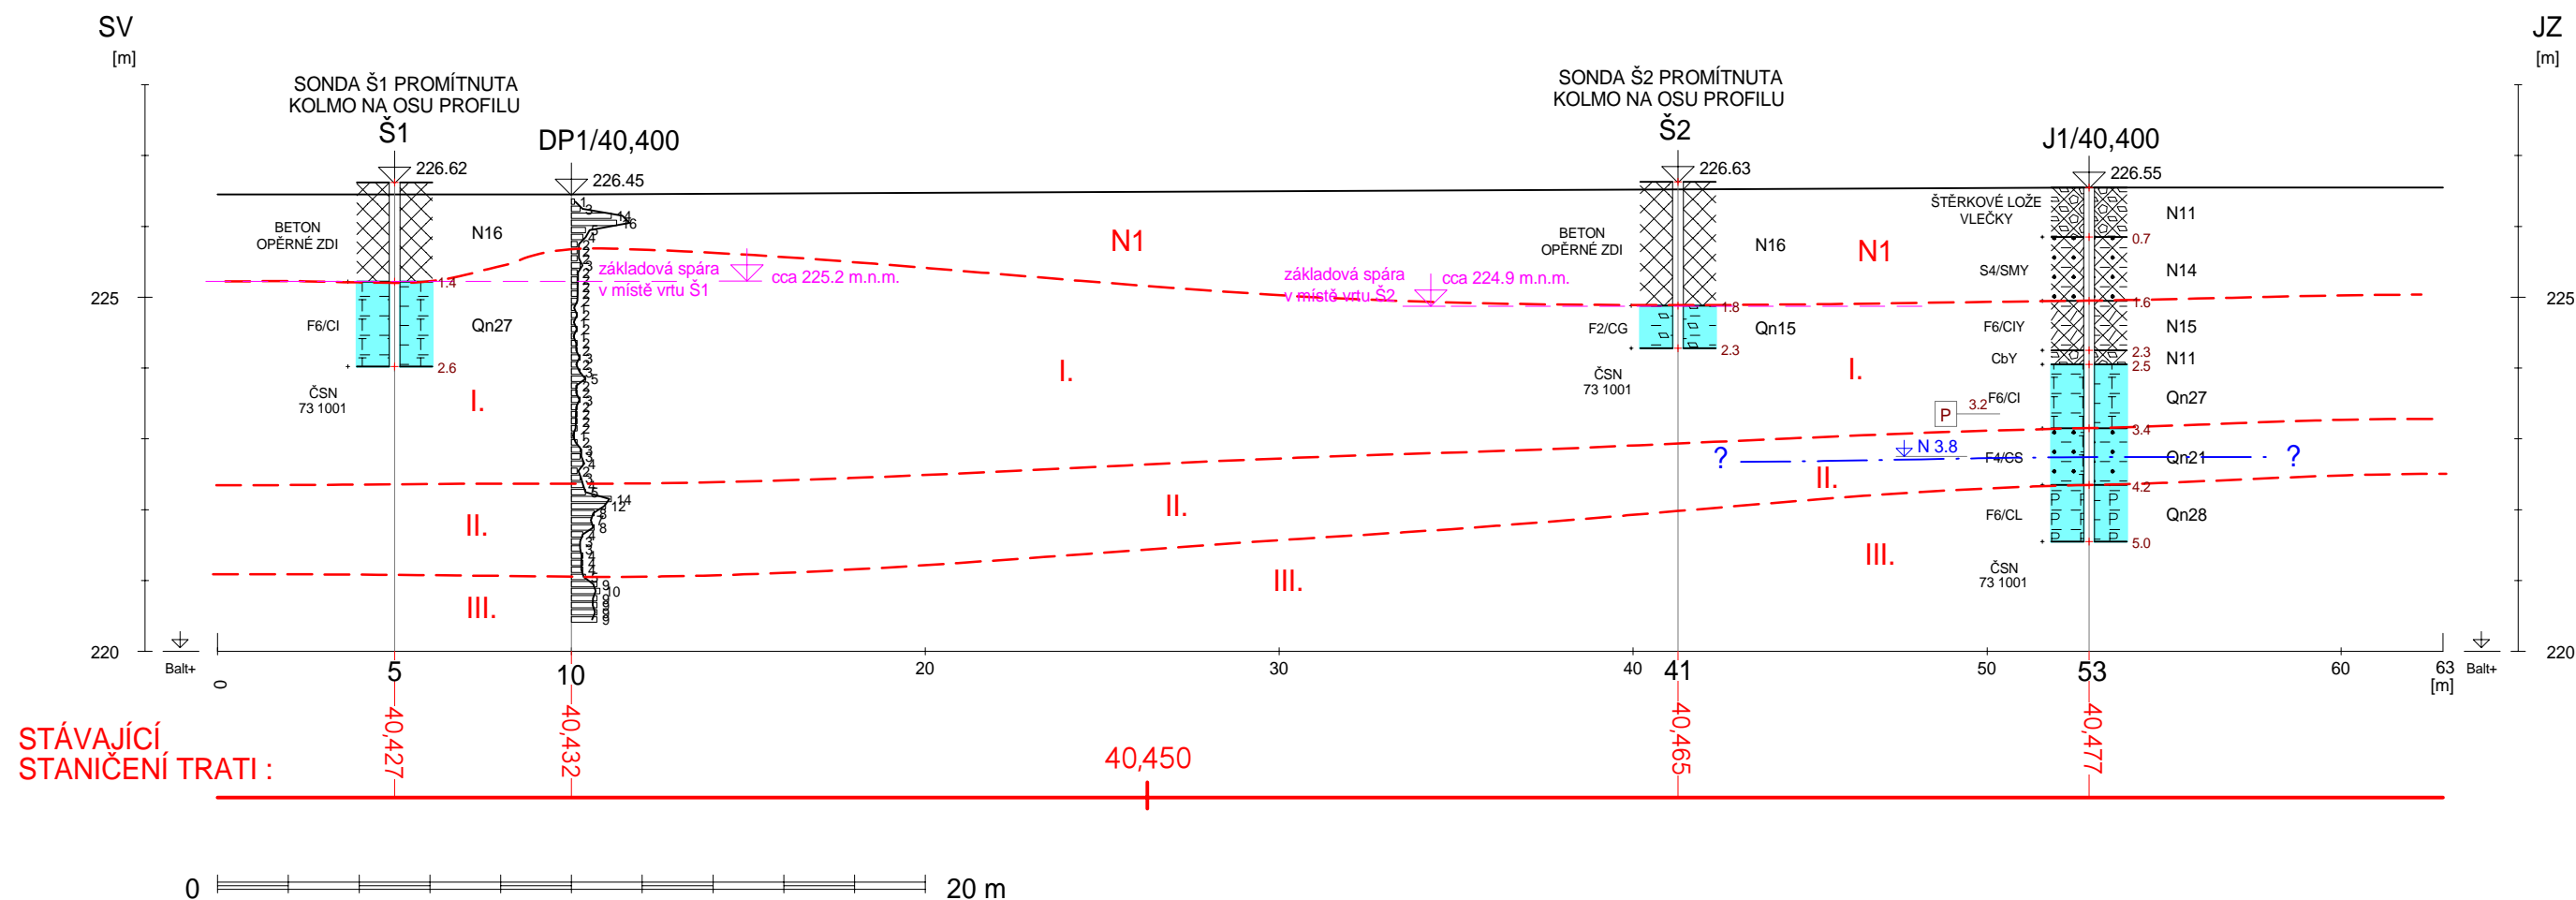 SV
[m]
JZ
[m]
SONDA Š1 PROMÍTNUTA
KOLMO NA OSU PROFILU
Š1
226.62
DP1/40,400
226.45
SONDA Š2 PROMÍTNUTA
KOLMO NA OSU PROFILU
Š2
226.63
J1/40,400
226.55
BETON
OPĚRNÉ ZDI
N16
1.4
F6/CI
Qn27
2.6
ČSN
73 1001
I.
II.
III.
základová spára
v místě vrtu Š1
cca 225.2 m.n.m.
N1
I.
II.
III.
základová spára
v místě vrtu Š2
cca 224.9 m.n.m.
BETON
OPĚRNÉ ZDI
N16
1.8
F2/CG
Qn15
2.3
ČSN
73 1001
N1
I.
II.
III.
P
3.2
N 3.8
?
?
ŠTĚRKOVÉ LOŽE
VLEČKY
N11
0.7
S4/SMY
N14
1.6
F6/CIY
N15
2.3
CbY
N11
2.5
F6/CI
Qn27
3.4
F4/CS
Qn21
4.2
F6/CL
Qn28
5.0
ČSN
73 1001
225
225
220
220
Balt+
Balt+
0
5
10
20
30
40
41
50
53
60
63
[m]
40,427
40,432
40,465
40,477
STÁVAJÍCÍ
STANIČENÍ TRATI :
40,450
0
20 m